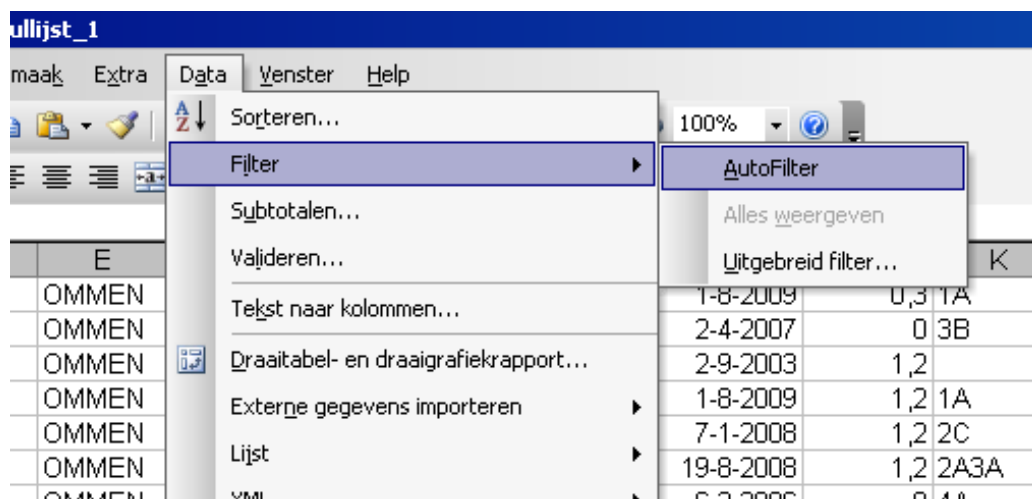 ullijst_1
maak Extra Data Venster Help
Sorteren... 100%
Filter AutoFilter
Subtotalen... Alles weergeven
Valideren... Uitgebreid filter...
E K
OMMEN 1-8-2009 0,3 1A
Tekst naar kolommen...
OMMEN 2-4-2007 0 3B
OMMEN Draaitabel- en draaigrafiekrapport... 2-9-2003 1,2
OMMEN Externe gegevens importeren 1-8-2009 1,2 1A
OMMEN 7-1-2008 1,2 2C
Lijst
OMMEN 19-8-2008 1,2 2A3A
XML